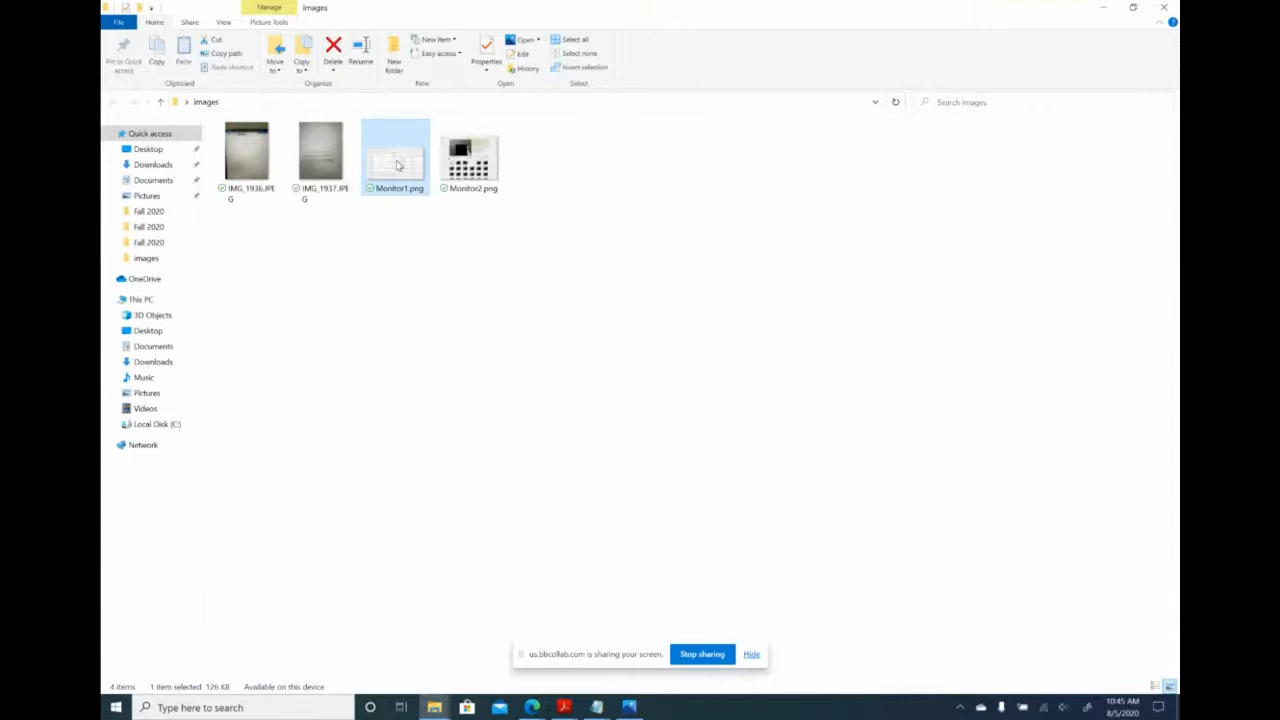 Manage
images
File
Home
Share
View
Picture Tools
Pin to Quick access
Copy
Paste
Cut
Copy path
Paste shortcut
Clipboard
Move to
Copy to
Delete
Rename
Organize
New folder
New item
Easy access
New
Properties
Open
Edit
History
Open
Select all
Select none
Invert selection
Select
images
Search images
Quick access
Desktop
Downloads
Documents
Pictures
Fall 2020
Fall 2020
Fall 2020
images
OneDrive
This PC
3D Objects
Desktop
Documents
Downloads
Music
Pictures
Videos
Local Disk (C:)
Network
IMG_1936.JPE
G
IMG_1937.JPE
G
Monitor1.png
Monitor2.png
us.bbcollab.com is sharing your screen.
Stop sharing
Hide
4 items
1 item selected 126 KB
Available on this device
Type here to search
10:45 AM
8/5/2020